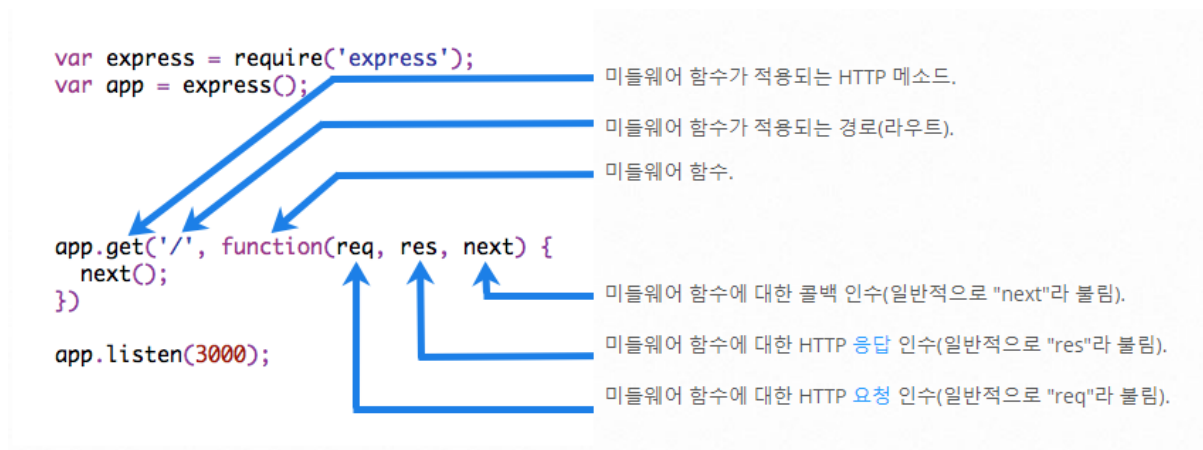 var express = require('express');
var app = express();
미들웨어 함수가 적용되는 HTTP 메소드.
미들웨어 함수가 적용되는 경로(라우트).
미들웨어 함수.
app.get('/', function(req, res, next) {
next();
})
app.listen(3000);
미들웨어 함수에 대한 콜백 인수(일반적으로 "next"라 불림).
미들웨어 함수에 대한 HTTP 응답 인수(일반적으로 "res"라 불림).
미들웨어 함수에 대한 HTTP 요청 인수(일반적으로 "req"라 불림).